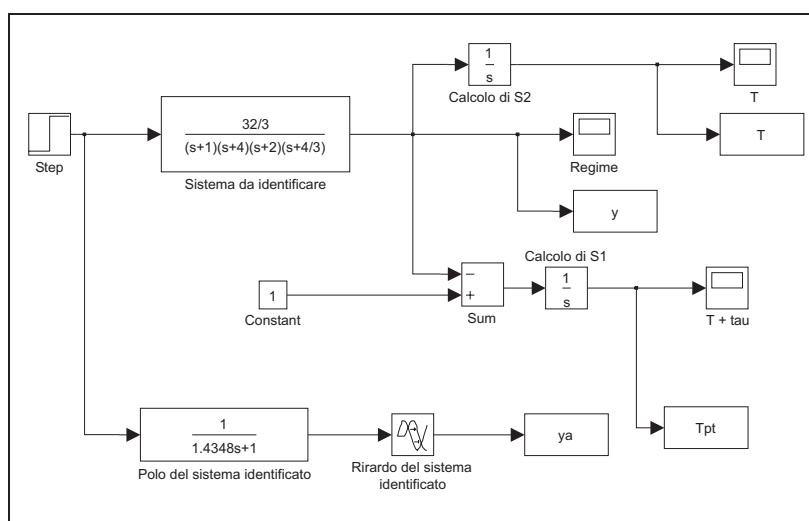 1
s
Calcolo di S2
T
T
Step
32/3
(s+1)(s+4)(s+2)(s+4/3)
Sistema da identificare
Regime
y
Calcolo di S1
1
Constant
−
+
Sum
1
s
T + tau
1
1.4348s+1
Polo del sistema identificato
Rirardo del sistema
identificato
ya
Tpt